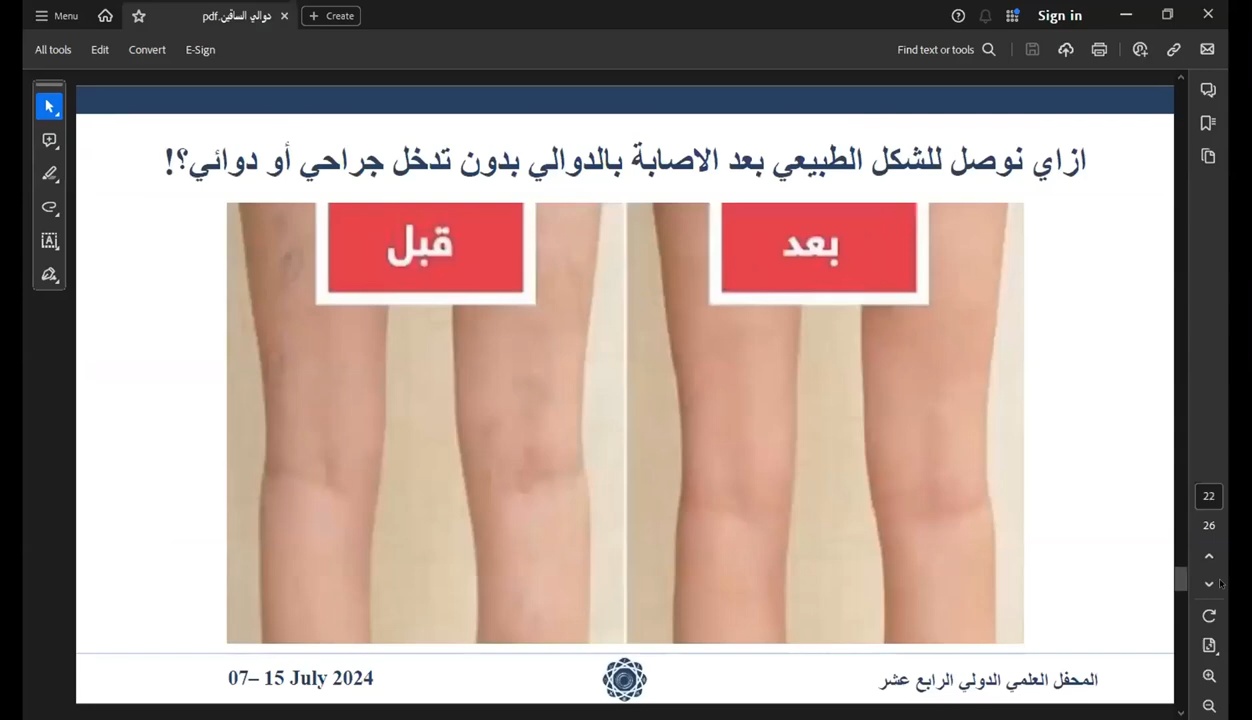 Menu
دوالي الساقين.pdf
Create
Sign in
All tools
Edit
Convert
E-Sign
Find text or tools
ازاي نوصل للشكل الطبيعي بعد الاصابة بالدوالي بدون تدخل جراحي أو دوائي؟!
قبل
بعد
22
26
07– 15 July 2024
المحفل العلمي الدولي الرابع عشر